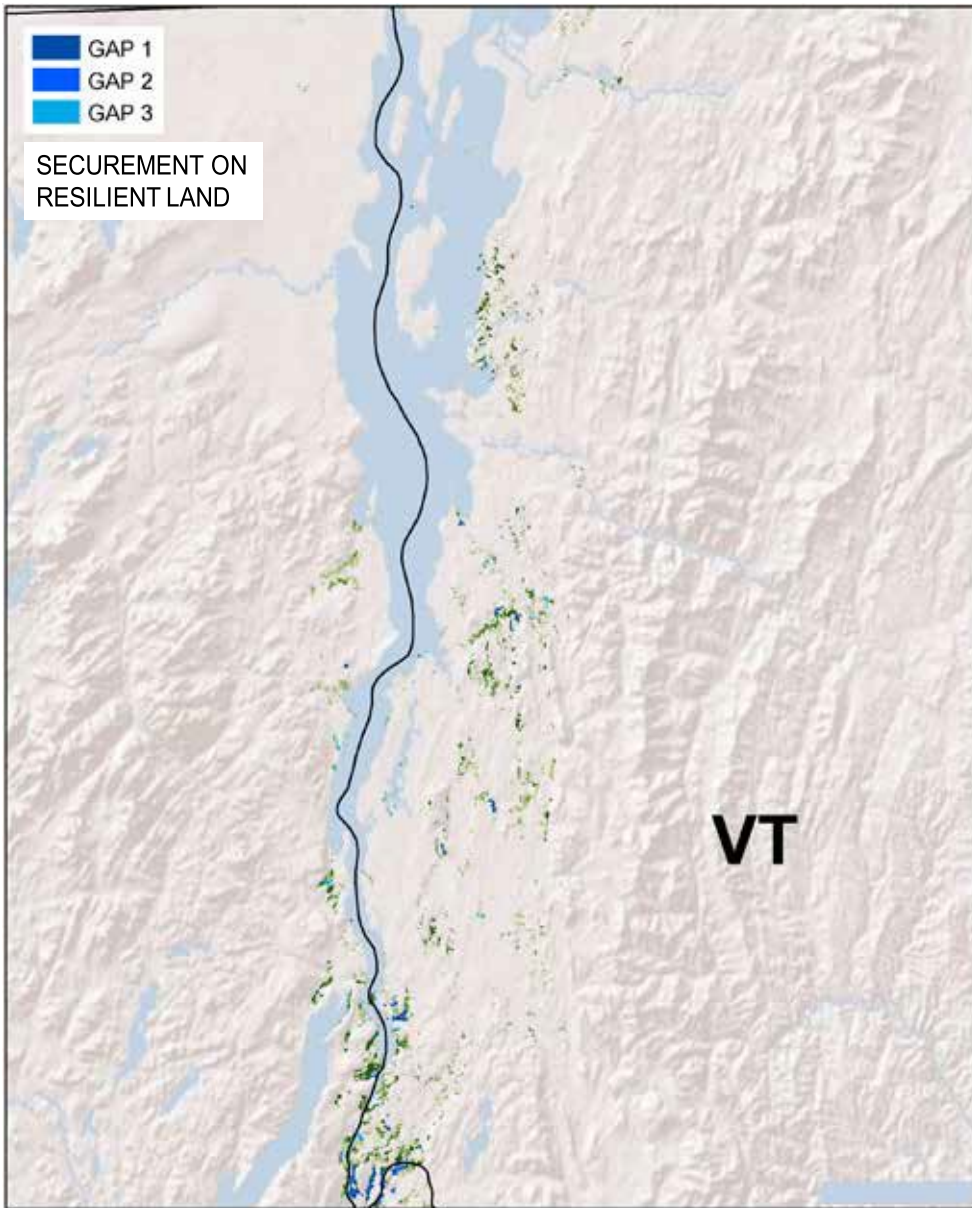 GAP 1
GAP 2
GAP 3
SECUREMENT ON
RESILIENT LAND
VT